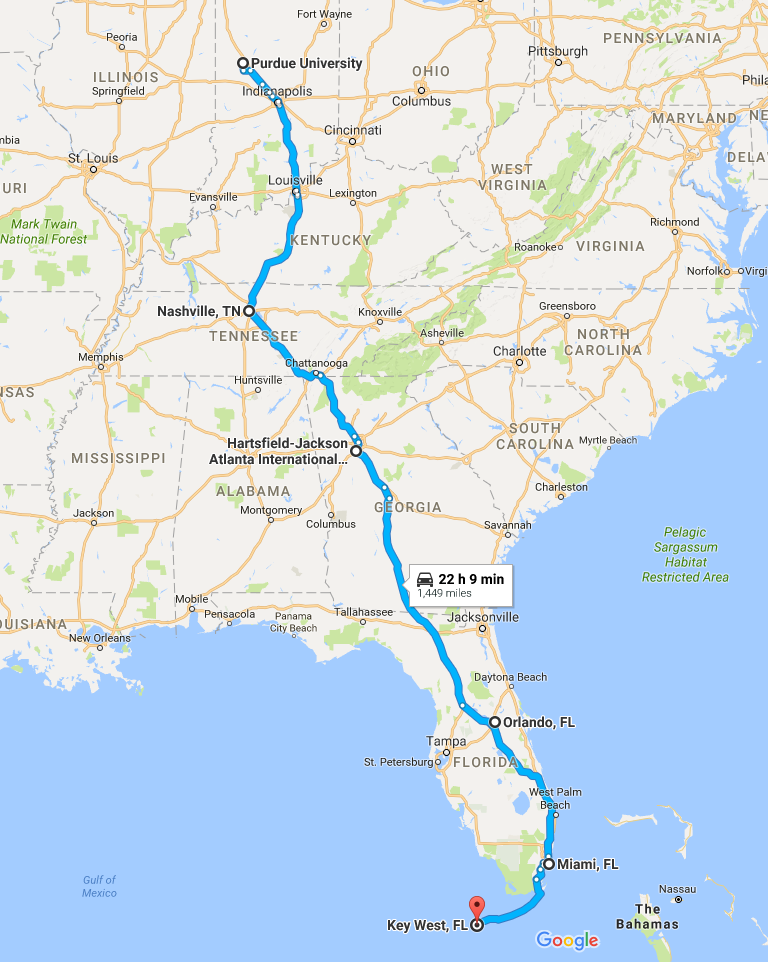 Fort Wayne
Peoria
Purdue University
Pittsburgh
PENNSYLVANIA
ILLINOIS
OHIO
Springfield
Indianapolis
Columbus
Phila
MARYLAND
NE
Cincinnati
mbia
St. Louis
WEST
VIRGINIA
DELA
Louisville
Lexington
URI
Evansville
Richmond
Mark Twain
National Forest
KENTUCKY
Roanoke
VIRGINIA
Norfolk
Virgi
Nashville, TN
Knoxville
Greensboro
TENNESSEE
Asheville
NORTH
CAROLINA
Memphis
Chattanooga
Charlotte
Huntsville
NSAS
SOUTH
CAROLINA
Myrtle Beach
Hartsfield-Jackson
Atlanta International...
MISSISSIPPI
ALABAMA
Charleston
Jackson
Montgomery
Columbus
GEORGIA
Savannah
Pelagic
Sargassum
Habitat
Restricted Area
22 h 9 min
1,449 miles
Mobile
Pensacola
Panama
City Beach
Tallahassee
Jacksonville
OUISIANA
New Orleans
Daytona Beach
Orlando, FL
Tampa
St. Petersburg
FLORIDA
West Palm
Beach
Miami, FL
Gulf of
Mexico
Nassau
Key West, FL
The
Bahamas
Google